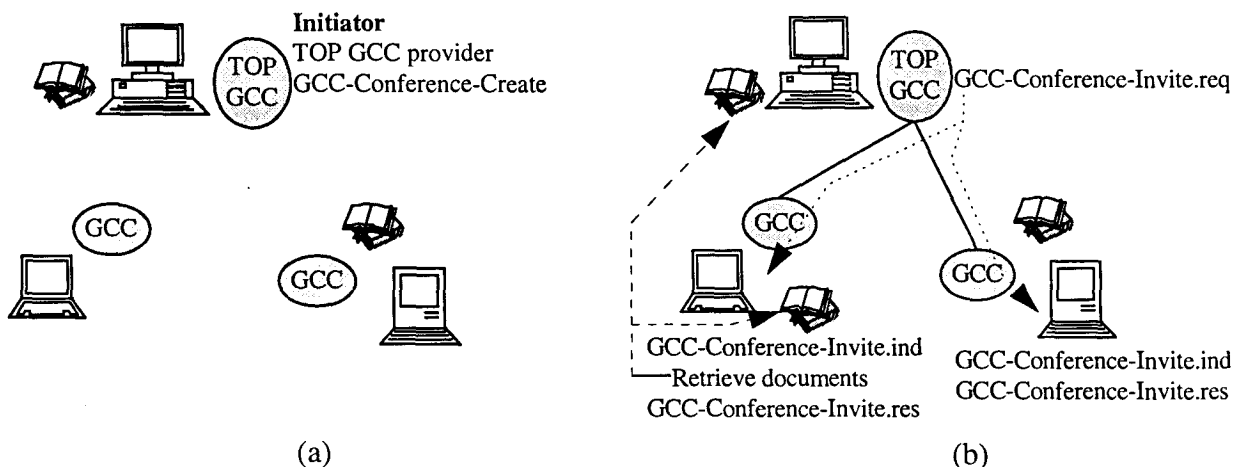 Initiator
TOP GCC provider
GCC-Conference-Create
TOP
GCC
GCC
GCC
(a)
TOP
GCC
GCC-Conference-Invite.req
GCC
GCC
GCC-Conference-Invite.ind
Retrieve documents
GCC-Conference-Invite.res
GCC-Conference-Invite.ind
GCC-Conference-Invite.res
(b)